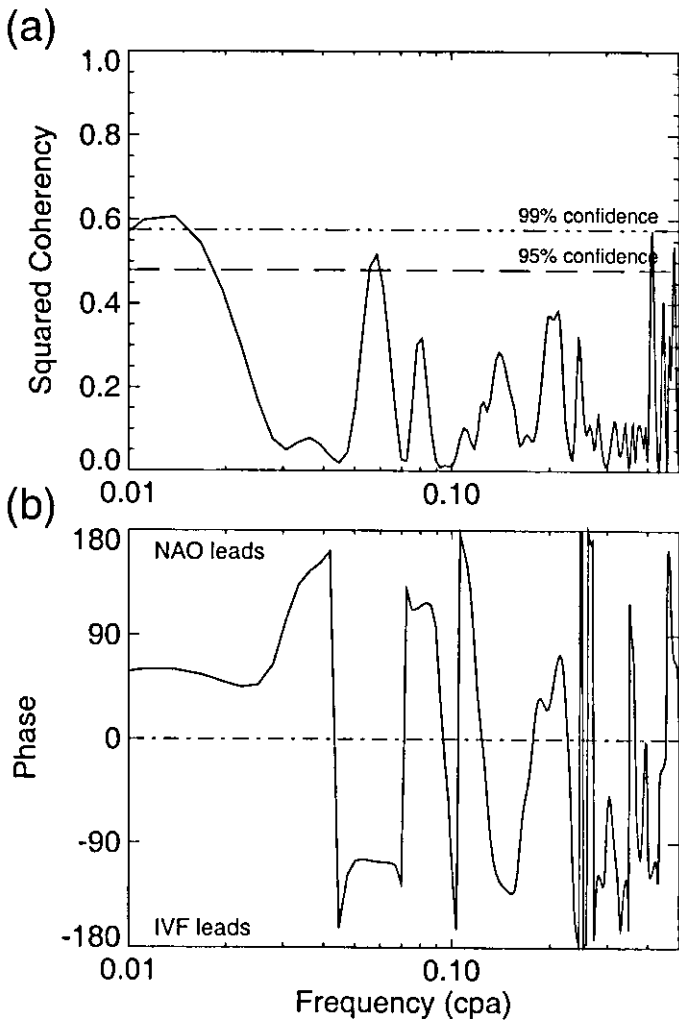 (a)
Squared Coherency
1.0
0.8
0.6
0.4
0.2
0.0
99% confidence
95% confidence
0.01
0.10
(b)
Phase
180
90
0
-90
-180
NAO leads
IVF leads
0.01
0.10
Frequency (cpa)